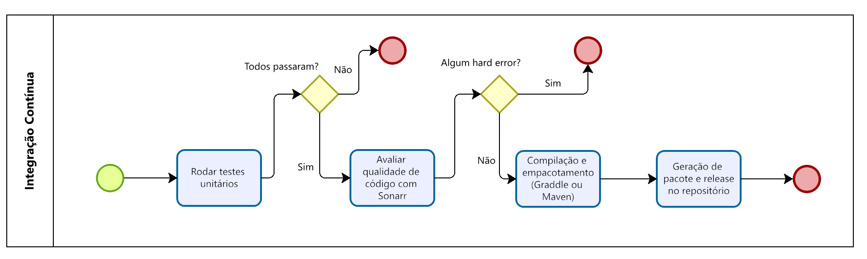 Integração Contínua
Rodar testes
unitários
Todos passaram?
Não
Sim
Avaliar
qualidade de
código com
Sonarr
Algum hard error?
Sim
Não
Compilação e
empacotamento
(Graddle ou
Maven)
Geração de
pacote e release
no repositório